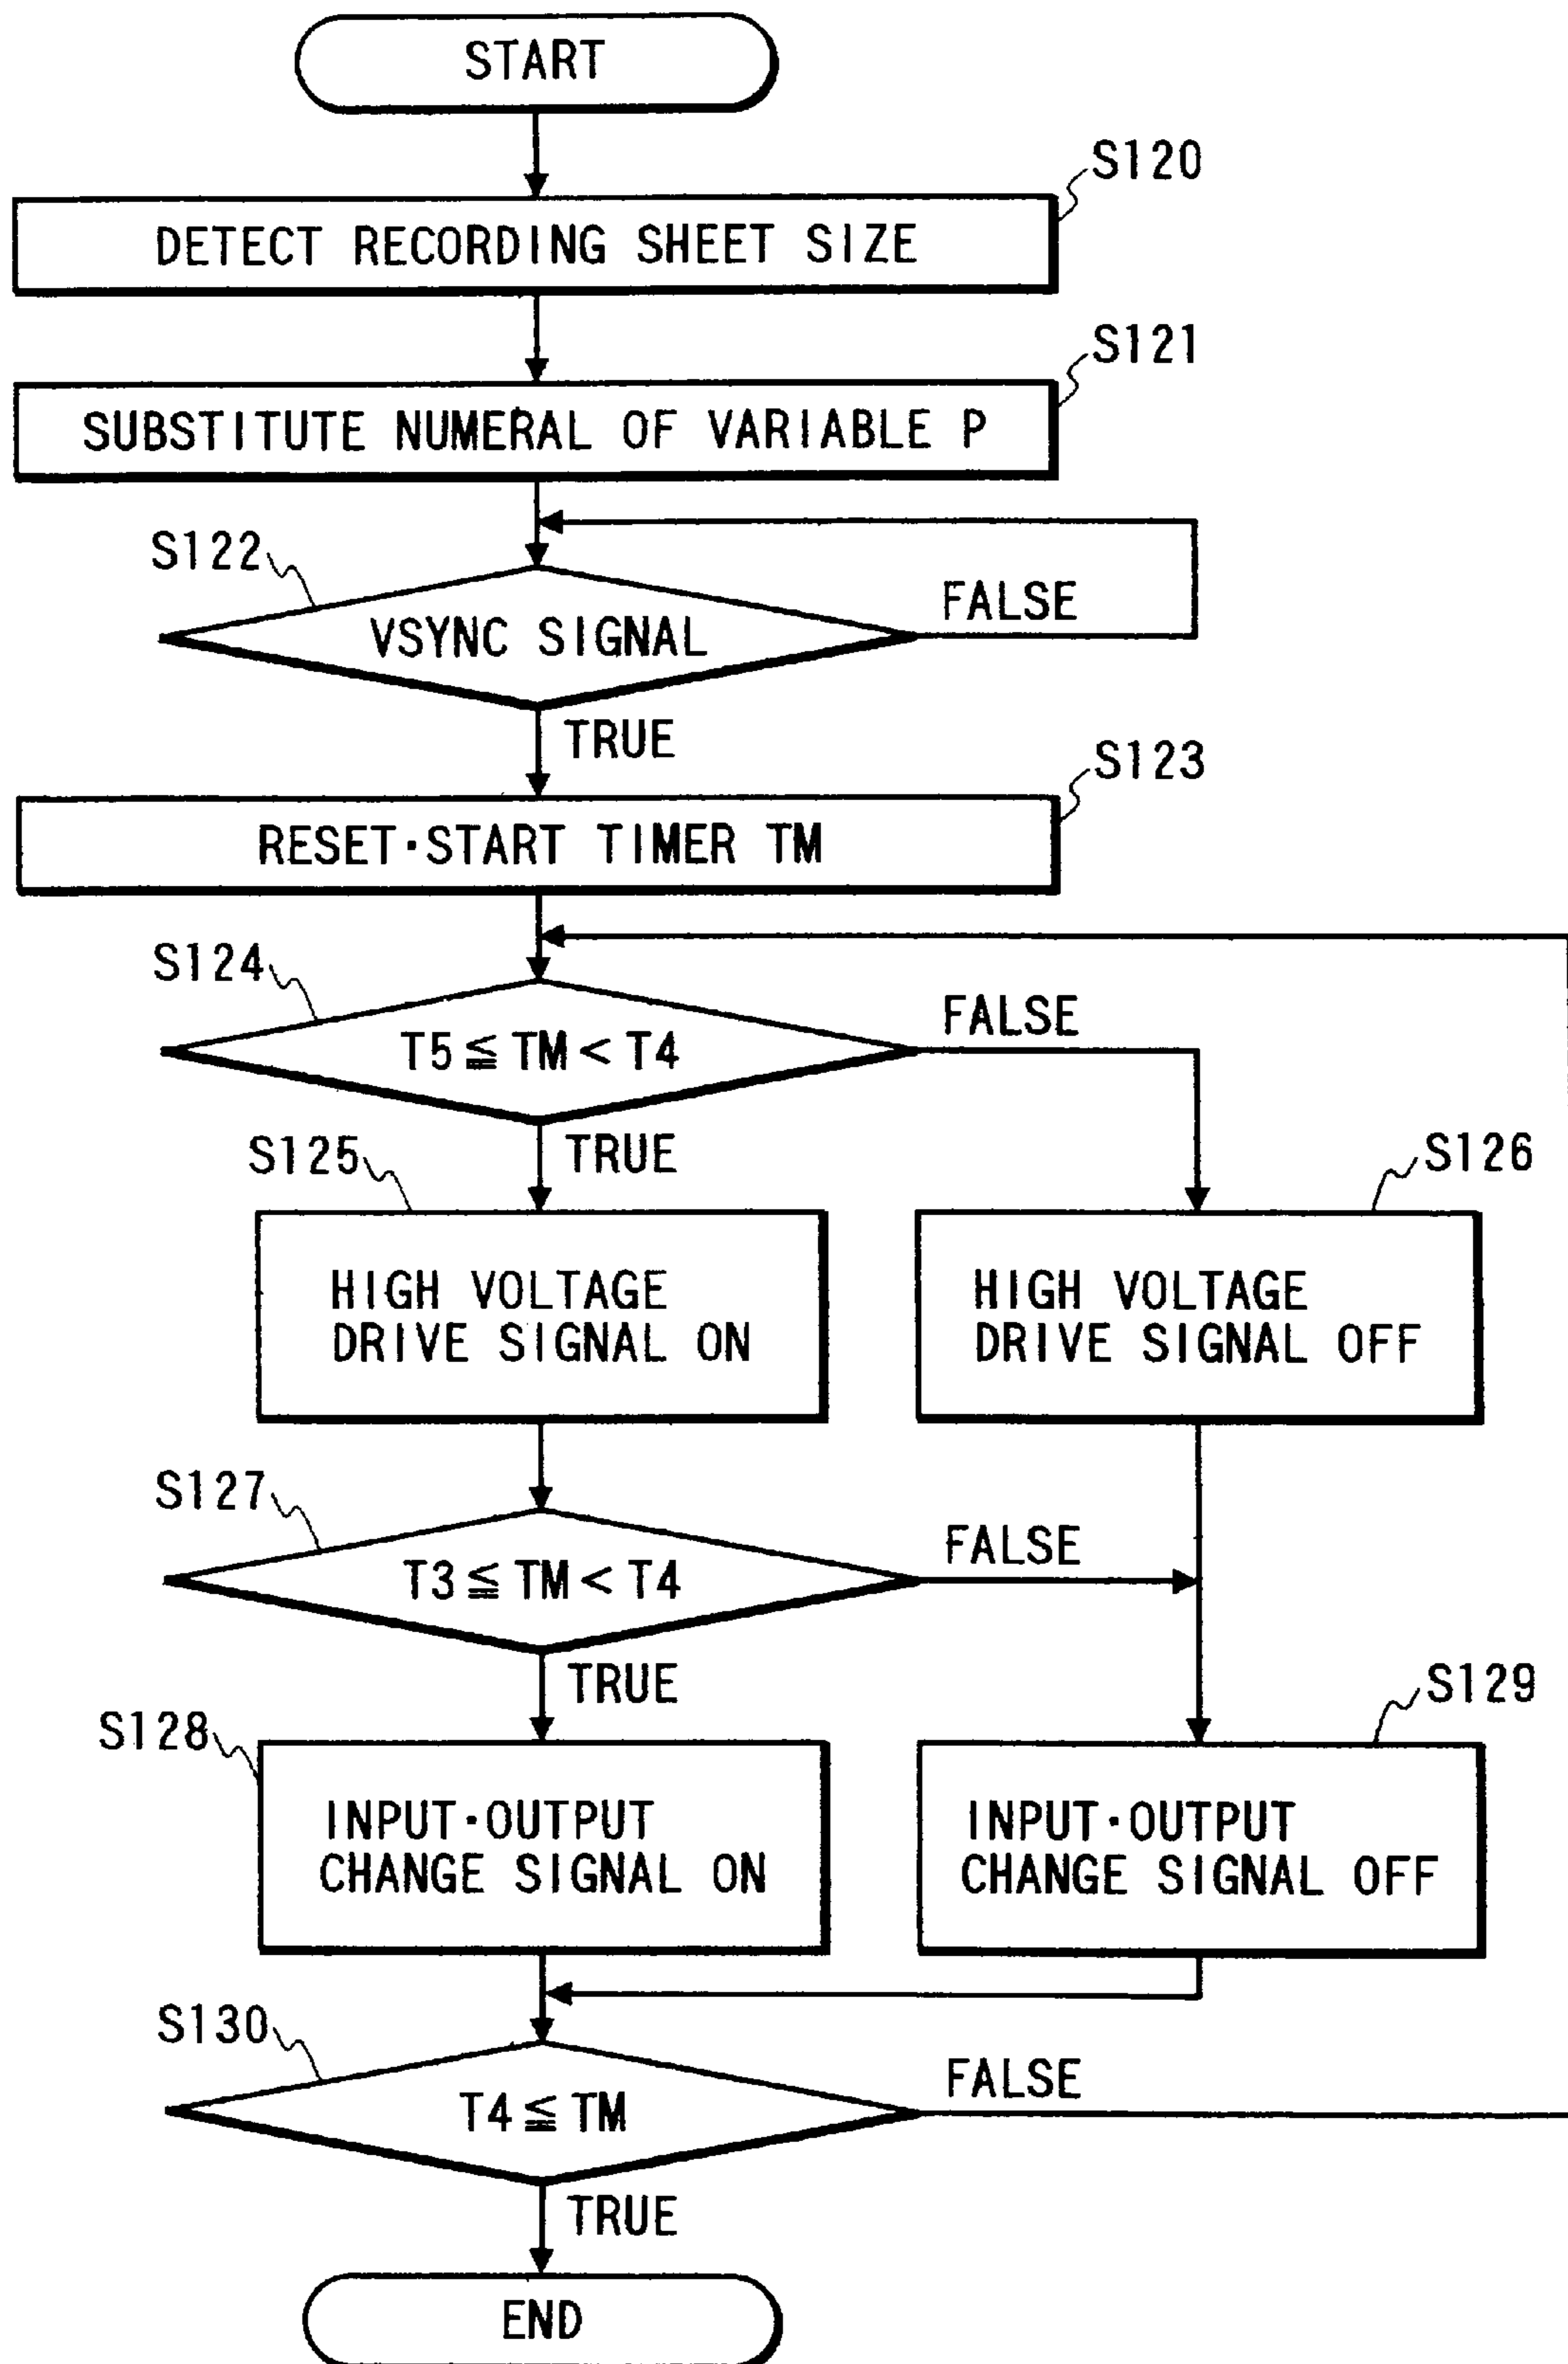 START
S120
DETECT RECORDING SHEET SIZE
S121
SUBSTITUTE NUMERAL OF VARIABLE P
S122
VSYNC SIGNAL
FALSE
TRUE
S123
RESET·START TIMER TM
S124
T5 ≦ TM < T4
FALSE
TRUE
S125
HIGH VOLTAGE
DRIVE SIGNAL ON
S126
HIGH VOLTAGE
DRIVE SIGNAL OFF
S127
T3 ≦ TM < T4
FALSE
TRUE
S128
INPUT·OUTPUT
CHANGE SIGNAL ON
S129
INPUT·OUTPUT
CHANGE SIGNAL OFF
S130
T4 ≦ TM
FALSE
TRUE
END